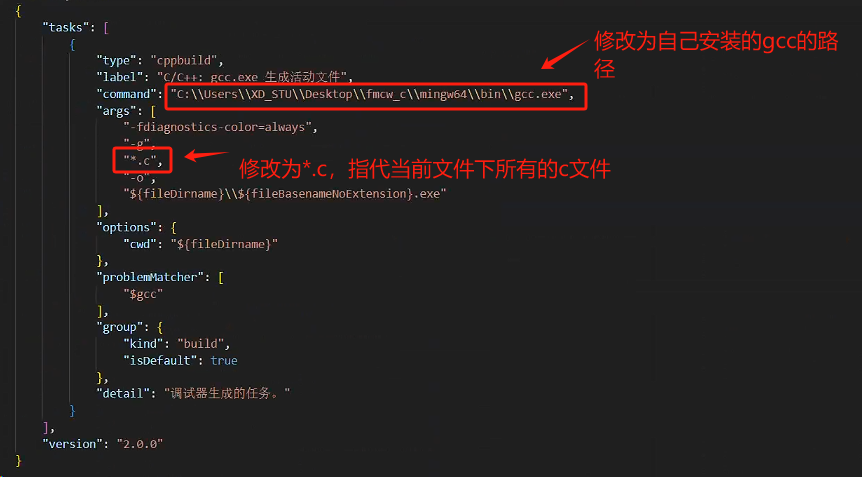 {
"tasks": [
{
"type": "cppbuild",
"label": "C/C++: gcc.exe 生成活动文件",
"command": "C:\\Users\\XD_STU\\Desktop\\fmcw_c\\mingw64\\bin\\gcc.exe",
修改为自己安装的gcc的路
径
"args": [
"-fdiagnostics-color=always",
"-g",
"*.c",
修改为*.c，指代当前文件下所有的c文件
"-o",
"${fileDirname}\\${fileBasenameNoExtension}.exe"
],
"options": {
"cwd": "${fileDirname}"
},
"problemMatcher": [
"$gcc"
],
"group": {
"kind": "build",
"isDefault": true
},
"detail": "调试器生成的任务。"
}
],
"version": "2.0.0"
}